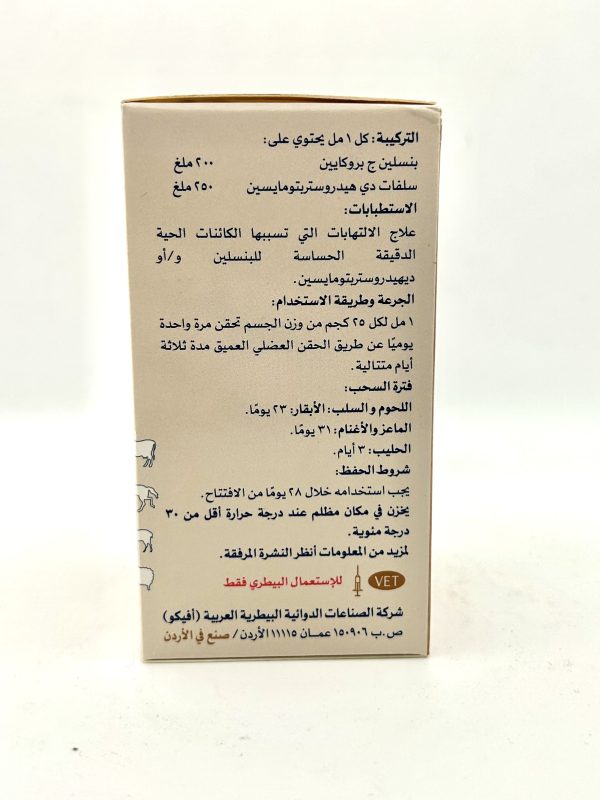 التركيبة: كل ١ مل يحتوي على:
بنسلين ج بروكايين ٢٠٠ ملغ
سلفات دي هيدروستربتومايسين ٢٥٠ ملغ
الاستطبابات:
علاج الالتهابات التي تسببها الكائنات الحية
الدقيقة الحساسة للبنسلين و/أو
ديهيدروستربتومايسين.
الجرعة وطريقة الاستخدام:
١ مل لكل ٢٥ كجم من وزن الجسم تحقن مرة واحدة
يوميًا عن طريق الحقن العضلي العميق مدة ثلاثة
أيام متتالية.
فترة السحب:
اللحوم و السلب: الأبقار: ٢٣ يومًا.
الماعز والأغنام: ٣١ يومًا.
الحليب: ٣ أيام.
شروط الحفظ:
يجب استخدامه خلال ٢٨ يومًا من الافتتاح.
يخزن في مكان مظلم عند درجة حرارة أقل من ٣٠
درجة مئوية.
لمزيد من المعلومات أنظر النشرة المرفقة.
VET للإستعمال البيطري فقط
شركة الصناعات الدوائية البيطرية العربية (أفيكو)
ص.ب ١٥٠٩٠٦ عمان ١١١١٥ الأردن/ صنع في الأردن